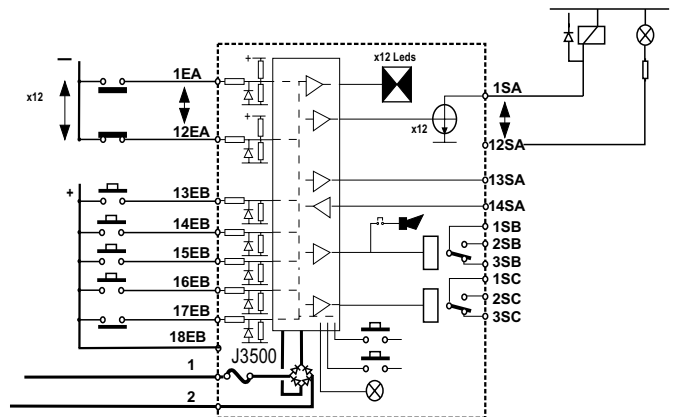 x12 Leds
+
1EA
1SA
x12
x12
+
12EA
12SA
13SA
+
13EB
14SA
14EB
1SB
2SB
15EB
3SB
1SC
16EB
2SC
17EB
3SC
18EB
J3500
1
2